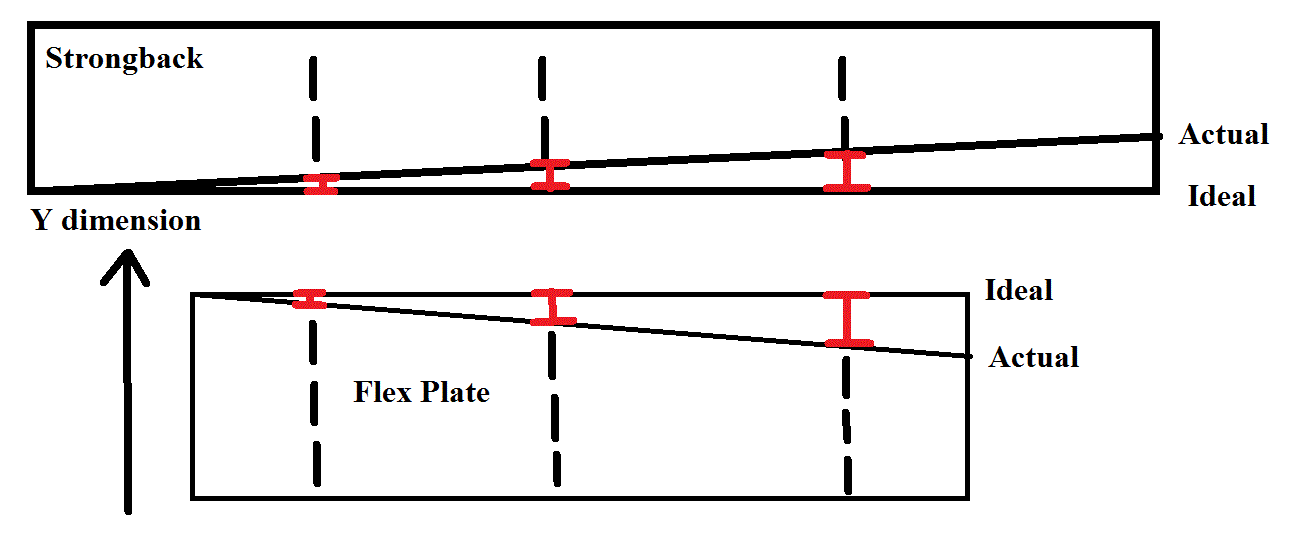 Strongback
Actual
Ideal
Y dimension
Ideal
Actual
Flex Plate